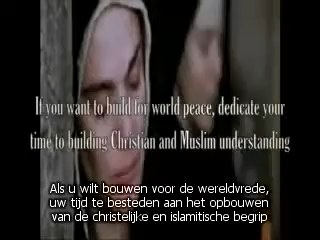 If you want to build for world peace, dedicate your
time to building Christian and Muslim understanding
Als u wilt bouwen voor de wereldvrede,
uw tijd te besteden aan het opbouwen
van de christelijke en islamitische begrip